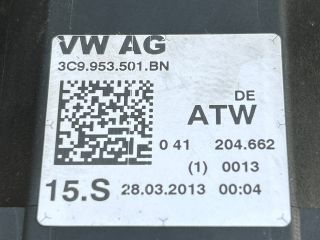 VW AG
3C9.953.501.BN
DE
ATW
0 41 204.662
(1) 0013
15.S 28.03.2013 00:04